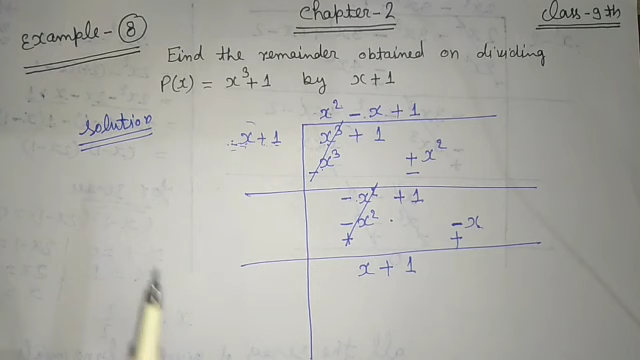 Chapter-2
Class-9th
Example-8
Find the remainder obtained on dividing
P(x) = x³+1 by x+1
Solution
x² - x + 1
x+1 x³ + 1
x³ + x²
- -
- x² + 1
- x² - x
+ +
x + 1